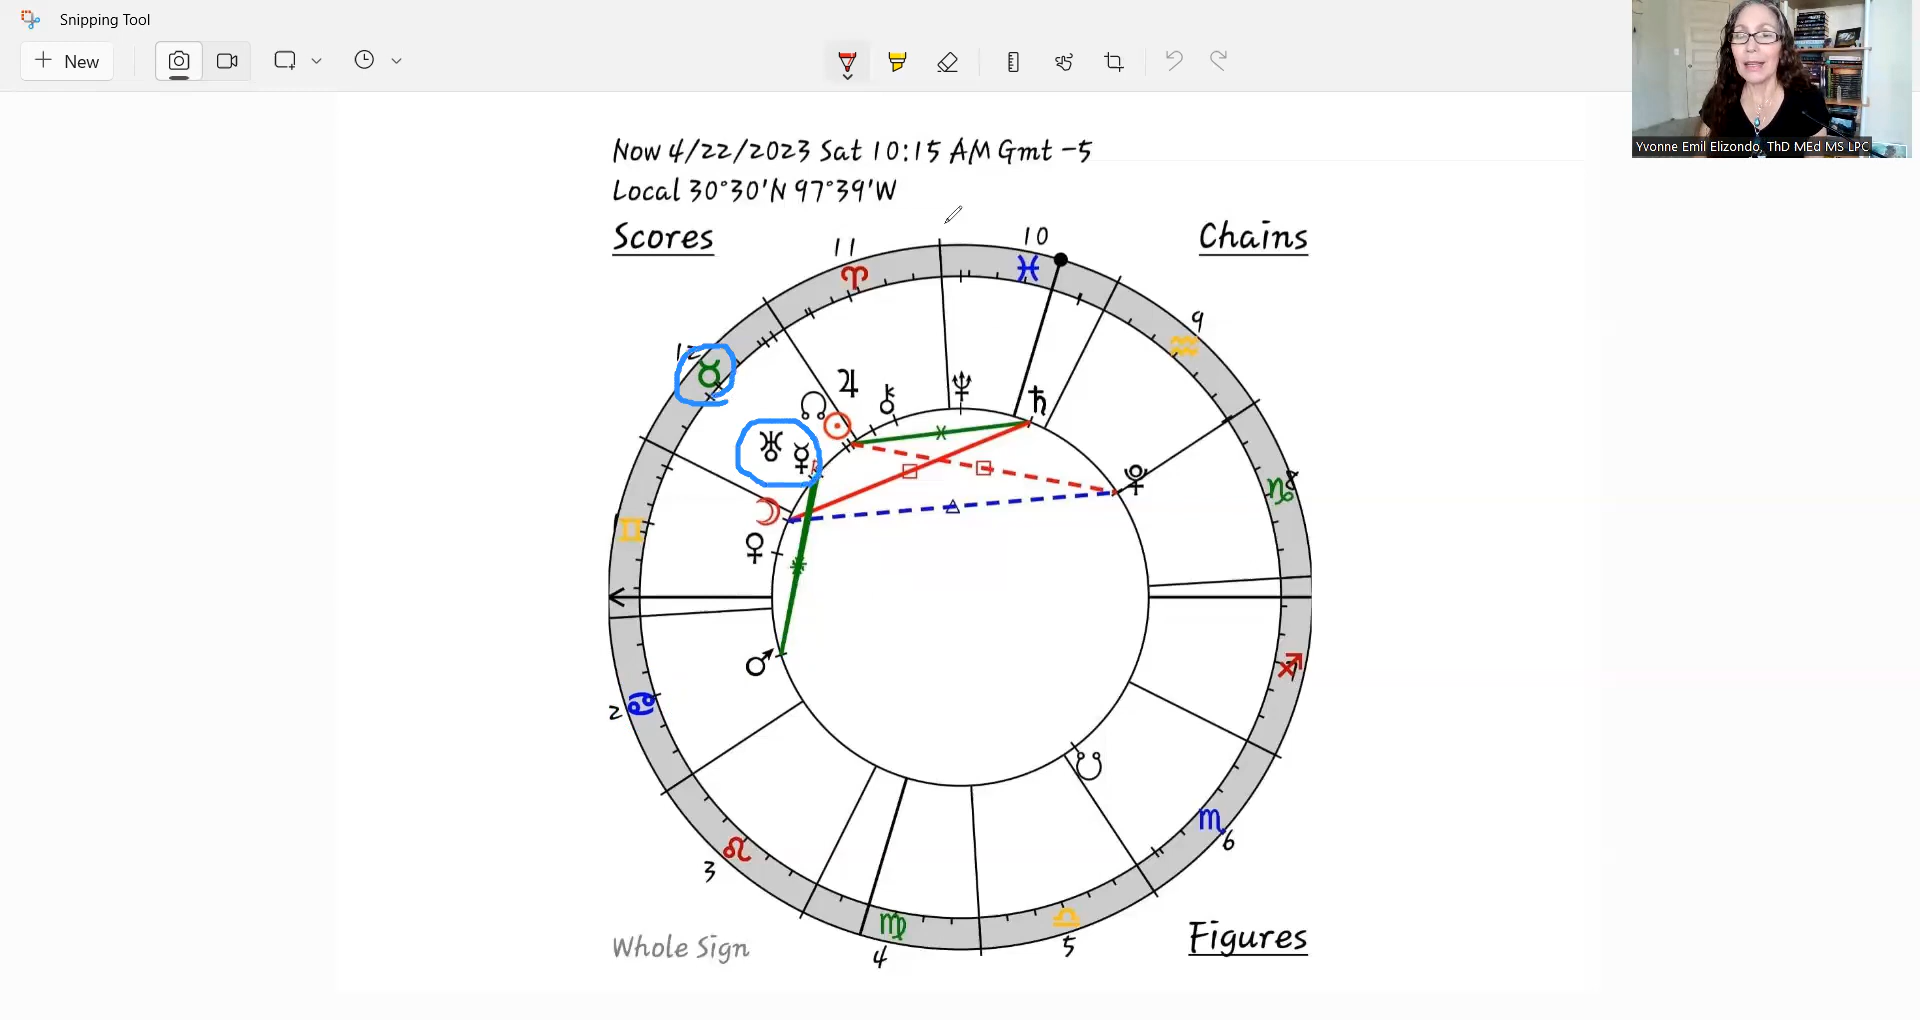 Snipping Tool
New
Yvonne Emil Elizondo, ThD MEd MS LPC
Now 4/22/2023 Sat 10:15 AM Gmt -5
Local 30°30'N 97°39'W
Scores
Chains
11
10
9
12
8
1
2
7
3
6
4
5
Whole Sign
Figures